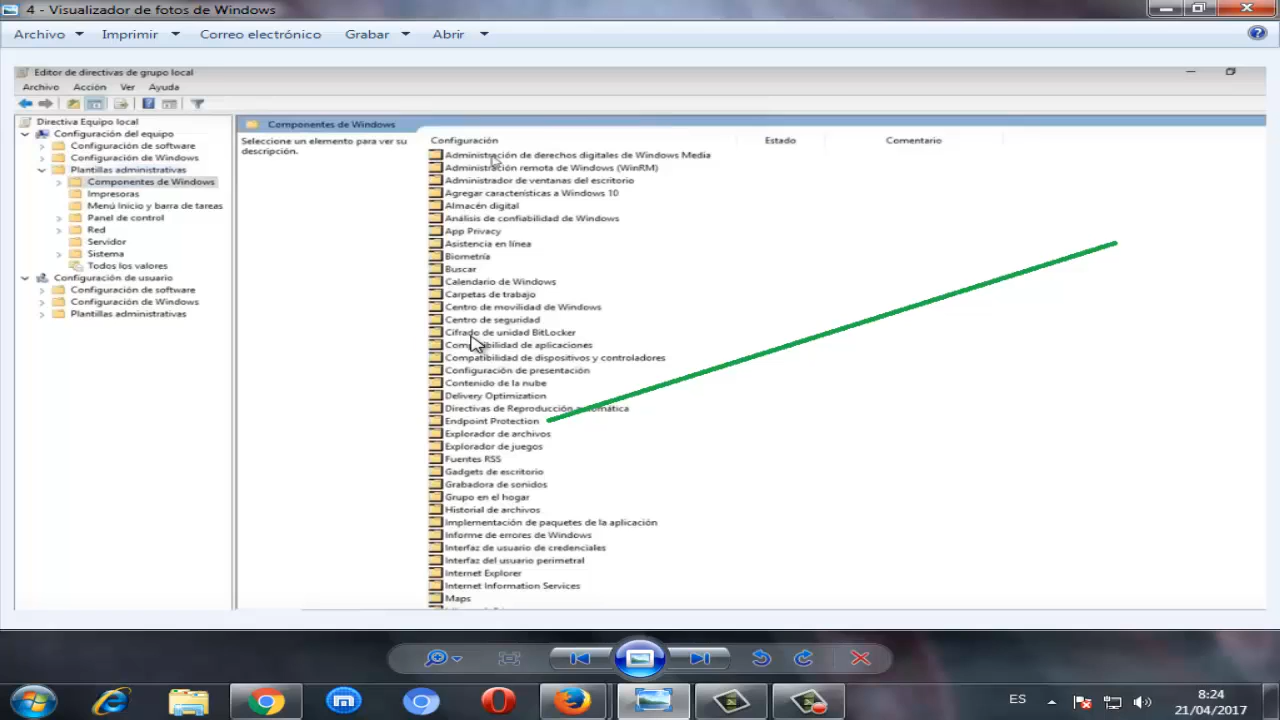 4 - Visualizador de fotos de Windows
Archivo Imprimir Correo electrónico Grabar Abrir
Editor de directivas de grupo local
Archivo Acción Ver Ayuda
Directiva Equipo local
Configuración del equipo
Configuración de software
Configuración de Windows
Plantillas administrativas
Componentes de Windows
Impresoras
Menú Inicio y barra de tareas
Panel de control
Red
Servidor
Sistema
Todos los valores
Configuración de usuario
Configuración de software
Configuración de Windows
Plantillas administrativas
Componentes de Windows
Seleccione un elemento para ver su
descripción.
Configuración Estado Comentario
Administración de derechos digitales de Windows Media
Administración remota de Windows (WinRM)
Administrador de ventanas del escritorio
Agregar características a Windows 10
Almacén digital
Análisis de confiabilidad de Windows
App Privacy
Asistencia en línea
Biometría
Buscar
Calendario de Windows
Carpetas de trabajo
Centro de movilidad de Windows
Centro de seguridad
Cifrado de unidad BitLocker
Compatibilidad de aplicaciones
Compatibilidad de dispositivos y controladores
Configuración de presentación
Contenido de la nube
Delivery Optimization
Directivas de Reproducción automática
Endpoint Protection
Explorador de archivos
Explorador de juegos
Fuentes RSS
Gadgets de escritorio
Grabadora de sonidos
Grupo en el hogar
Historial de archivos
Implementación de paquetes de la aplicación
Informe de errores de Windows
Interfaz de usuario de credenciales
Interfaz del usuario perimetral
Internet Explorer
Internet Information Services
Maps
ES
8:24
21/04/2017